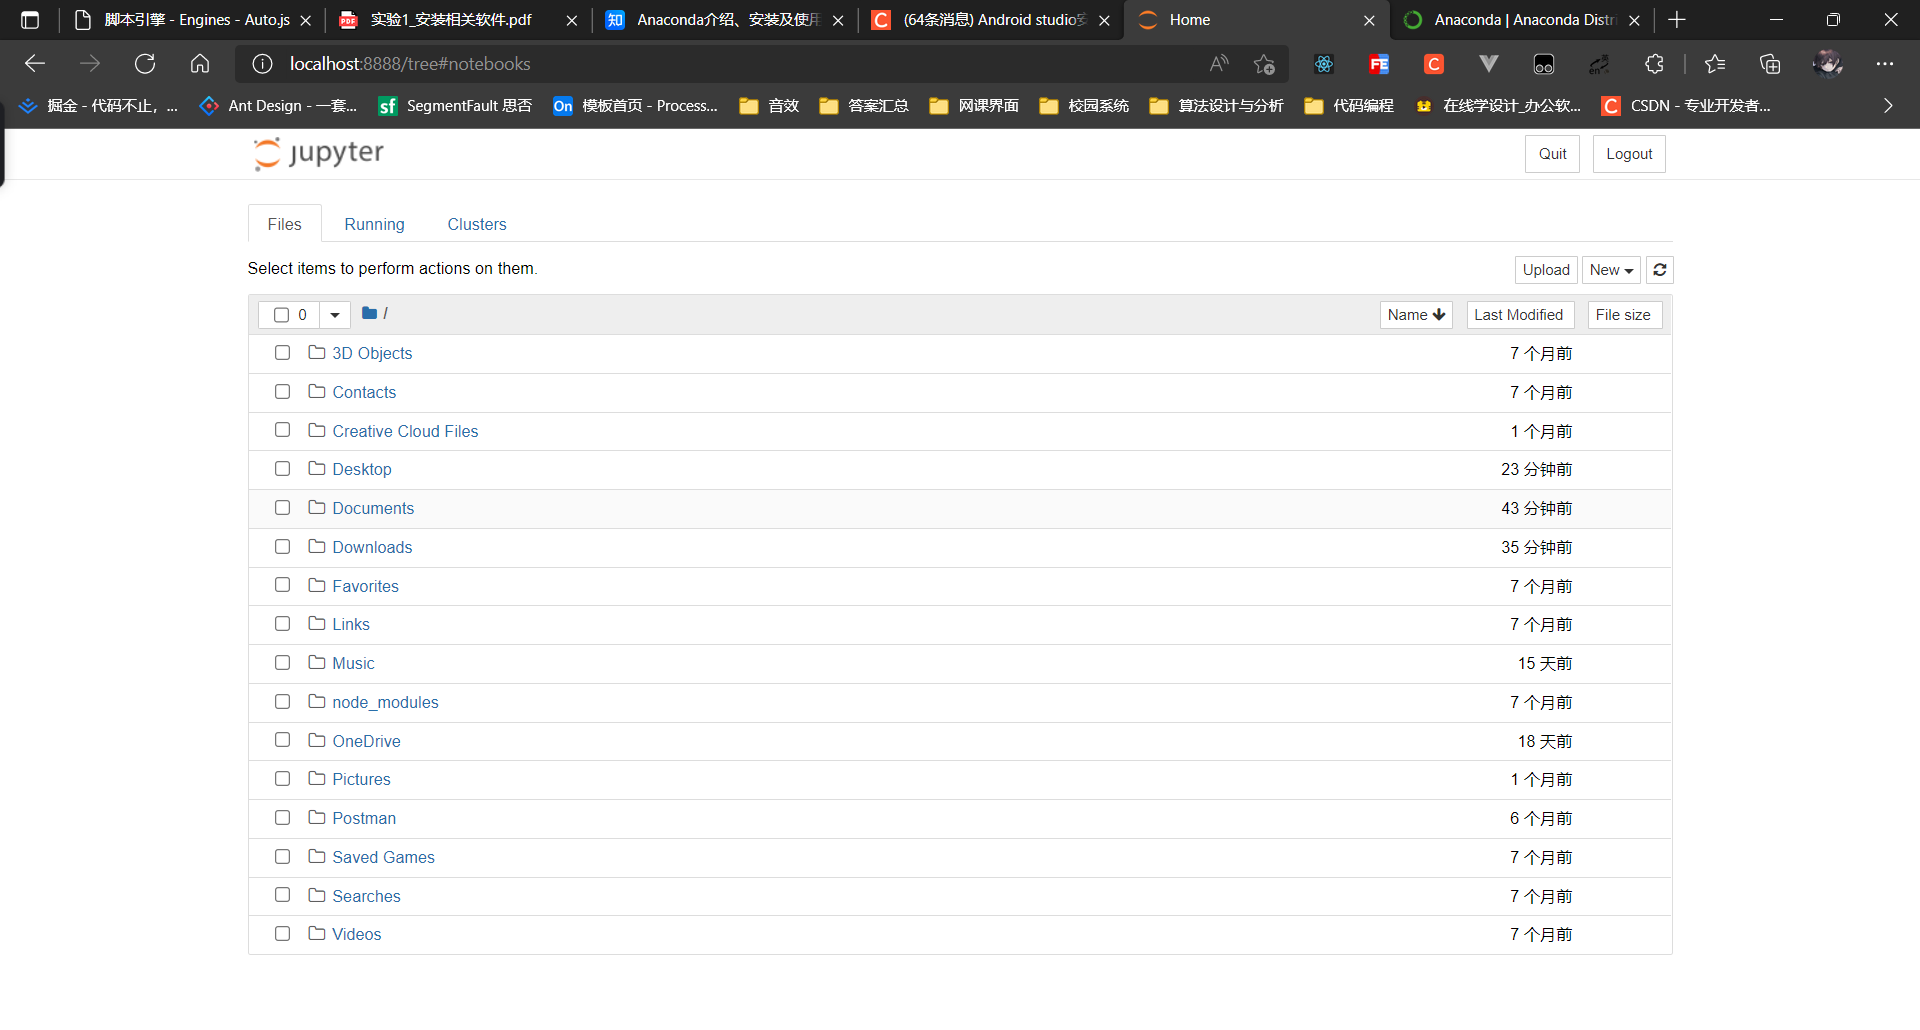 脚本引擎 - Engines - Auto.js
实验1_安装相关软件.pdf
Anaconda介绍、安装及使用
(64条消息) Android studio安
Home
Anaconda | Anaconda Distri
localhost:8888/tree#notebooks
掘金 - 代码不止，...
Ant Design - 一套...
SegmentFault 思否
模板首页 - Process...
音效
答案汇总
网课界面
校园系统
算法设计与分析
代码编程
在线学设计_办公软...
CSDN - 专业开发者...
jupyter
Quit
Logout
Files
Running
Clusters
Select items to perform actions on them.
Upload
New
0
/
Name
Last Modified
File size
3D Objects 7 个月前
Contacts 7 个月前
Creative Cloud Files 1 个月前
Desktop 23 分钟前
Documents 43 分钟前
Downloads 35 分钟前
Favorites 7 个月前
Links 7 个月前
Music 15 天前
node_modules 7 个月前
OneDrive 18 天前
Pictures 1 个月前
Postman 6 个月前
Saved Games 7 个月前
Searches 7 个月前
Videos 7 个月前